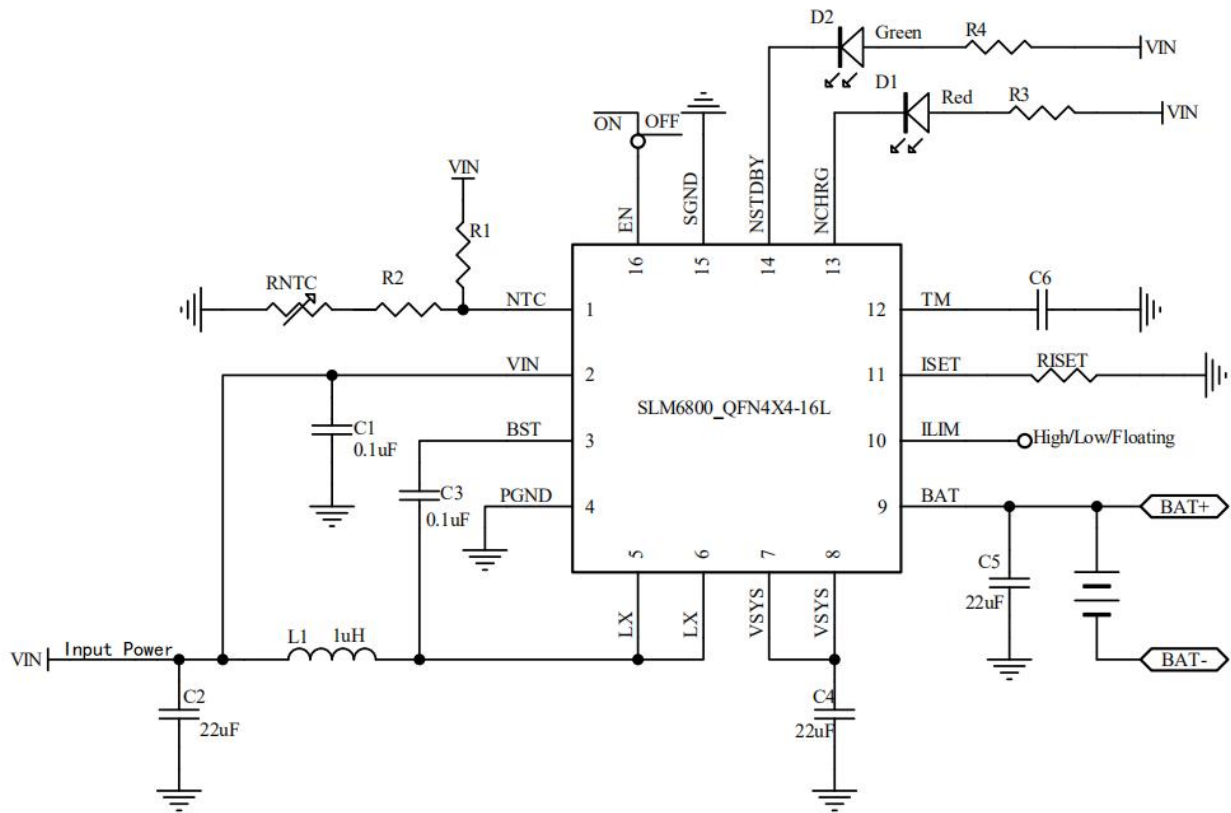 D2
Green
R4
VIN
D1
Red
R3
VIN
ON
OFF
VIN
EN
SGND
NSTDBY
NCHRG
R1
16
15
14
13
RNTC
R2
NTC
1
12
TM
C6
VIN
2
11
ISET
RISET
SLM6800_QFN4X4-16L
C1
0.1uF
BST
3
10
ILIM
High/Low/Floating
C3
0.1uF
PGND
4
9
BAT
BAT+
5
6
7
8
C5
22uF
LX
LX
VSYS
VSYS
VIN
Input Power
L1
1uH
BAT-
C2
22uF
C4
22uF